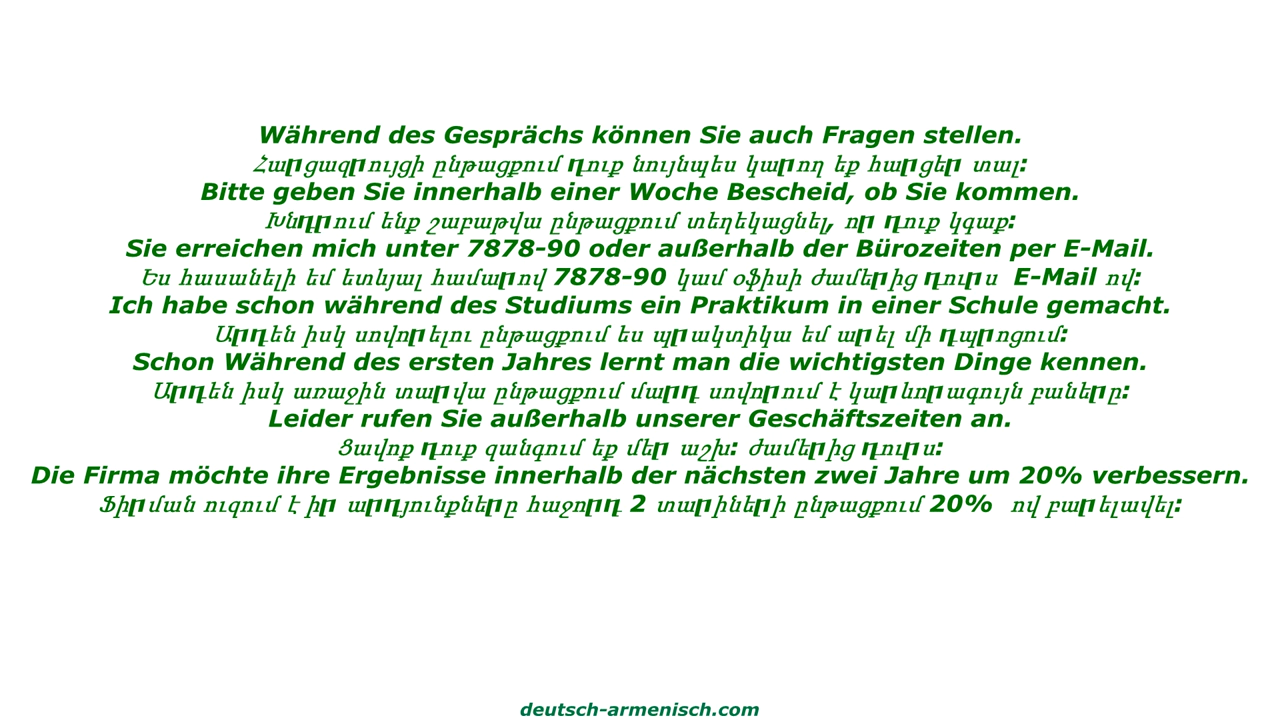 Während des Gesprächs können Sie auch Fragen stellen.
Հարցազրույցի ընթացքում դուք նույնպես կարող եք հարցեր տալ:
Bitte geben Sie innerhalb einer Woche Bescheid, ob Sie kommen.
Խնդրում ենք շաբաթվա ընթացքում տեղեկացնել, որ դուք կգաք:
Sie erreichen mich unter 7878-90 oder außerhalb der Bürozeiten per E-Mail.
Ես հասանելի եմ ետևյալ համարով 7878-90 կամ օֆիսի ժամերից դուրս E-Mail ով:
Ich habe schon während des Studiums ein Praktikum in einer Schule gemacht.
Արդեն իսկ սովորելու ընթացքում ես պրակտիկա եմ արել մի դպրոցում:
Schon Während des ersten Jahres lernt man die wichtigsten Dinge kennen.
Արդեն իսկ առաջին տարվա ընթացքում մարդ սովորում է կարևորագույն բաները:
Leider rufen Sie außerhalb unserer Geschäftszeiten an.
Ցավոք դուք զանգում եք մեր աշխ: ժամերից դուրս:
Die Firma möchte ihre Ergebnisse innerhalb der nächsten zwei Jahre um 20% verbessern.
Ֆիրման ուզում է իր արդյունքները հաջորդ 2 տարիների ընթացքում 20% ով բարելավել:
deutsch-armenisch.com